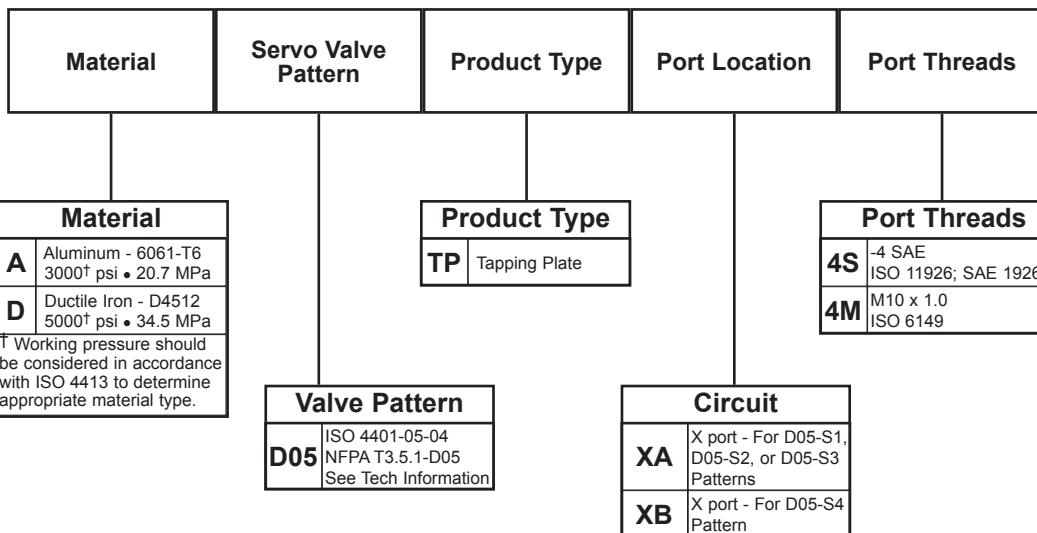 Material
Servo Valve
Pattern
Product Type
Port Location
Port Threads
Material
A
Aluminum - 6061-T6
3000† psi • 20.7 MPa
D
Ductile Iron - D4512
5000† psi • 34.5 MPa
† Working pressure should
be considered in accordance
with ISO 4413 to determine
appropriate material type.
Product Type
TP
Tapping Plate
Port Threads
4S
-4 SAE
ISO 11926; SAE 1926
4M
M10 x 1.0
ISO 6149
Valve Pattern
D05
ISO 4401-05-04
NFPA T3.5.1-D05
See Tech Information
Circuit
XA
X port - For D05-S1,
D05-S2, or D05-S3
Patterns
XB
X port - For D05-S4
Pattern